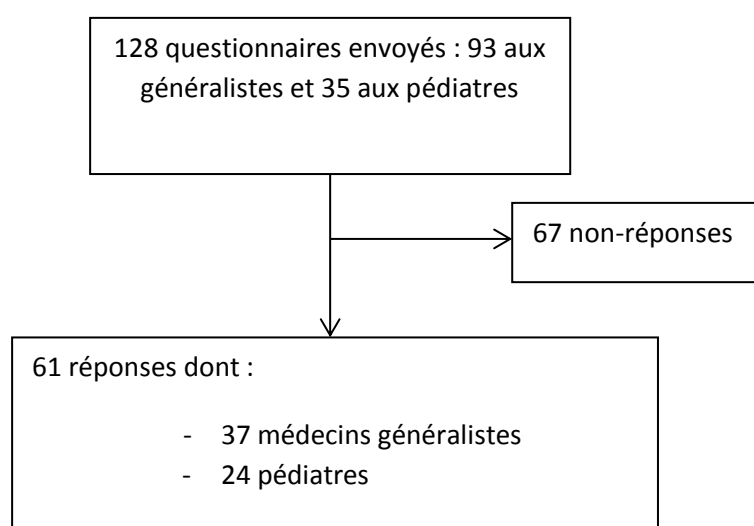 128 questionnaires envoyés : 93 aux
généralistes et 35 aux pédiatres
67 non-réponses
61 réponses dont :
- 37 médecins généralistes
- 24 pédiatres